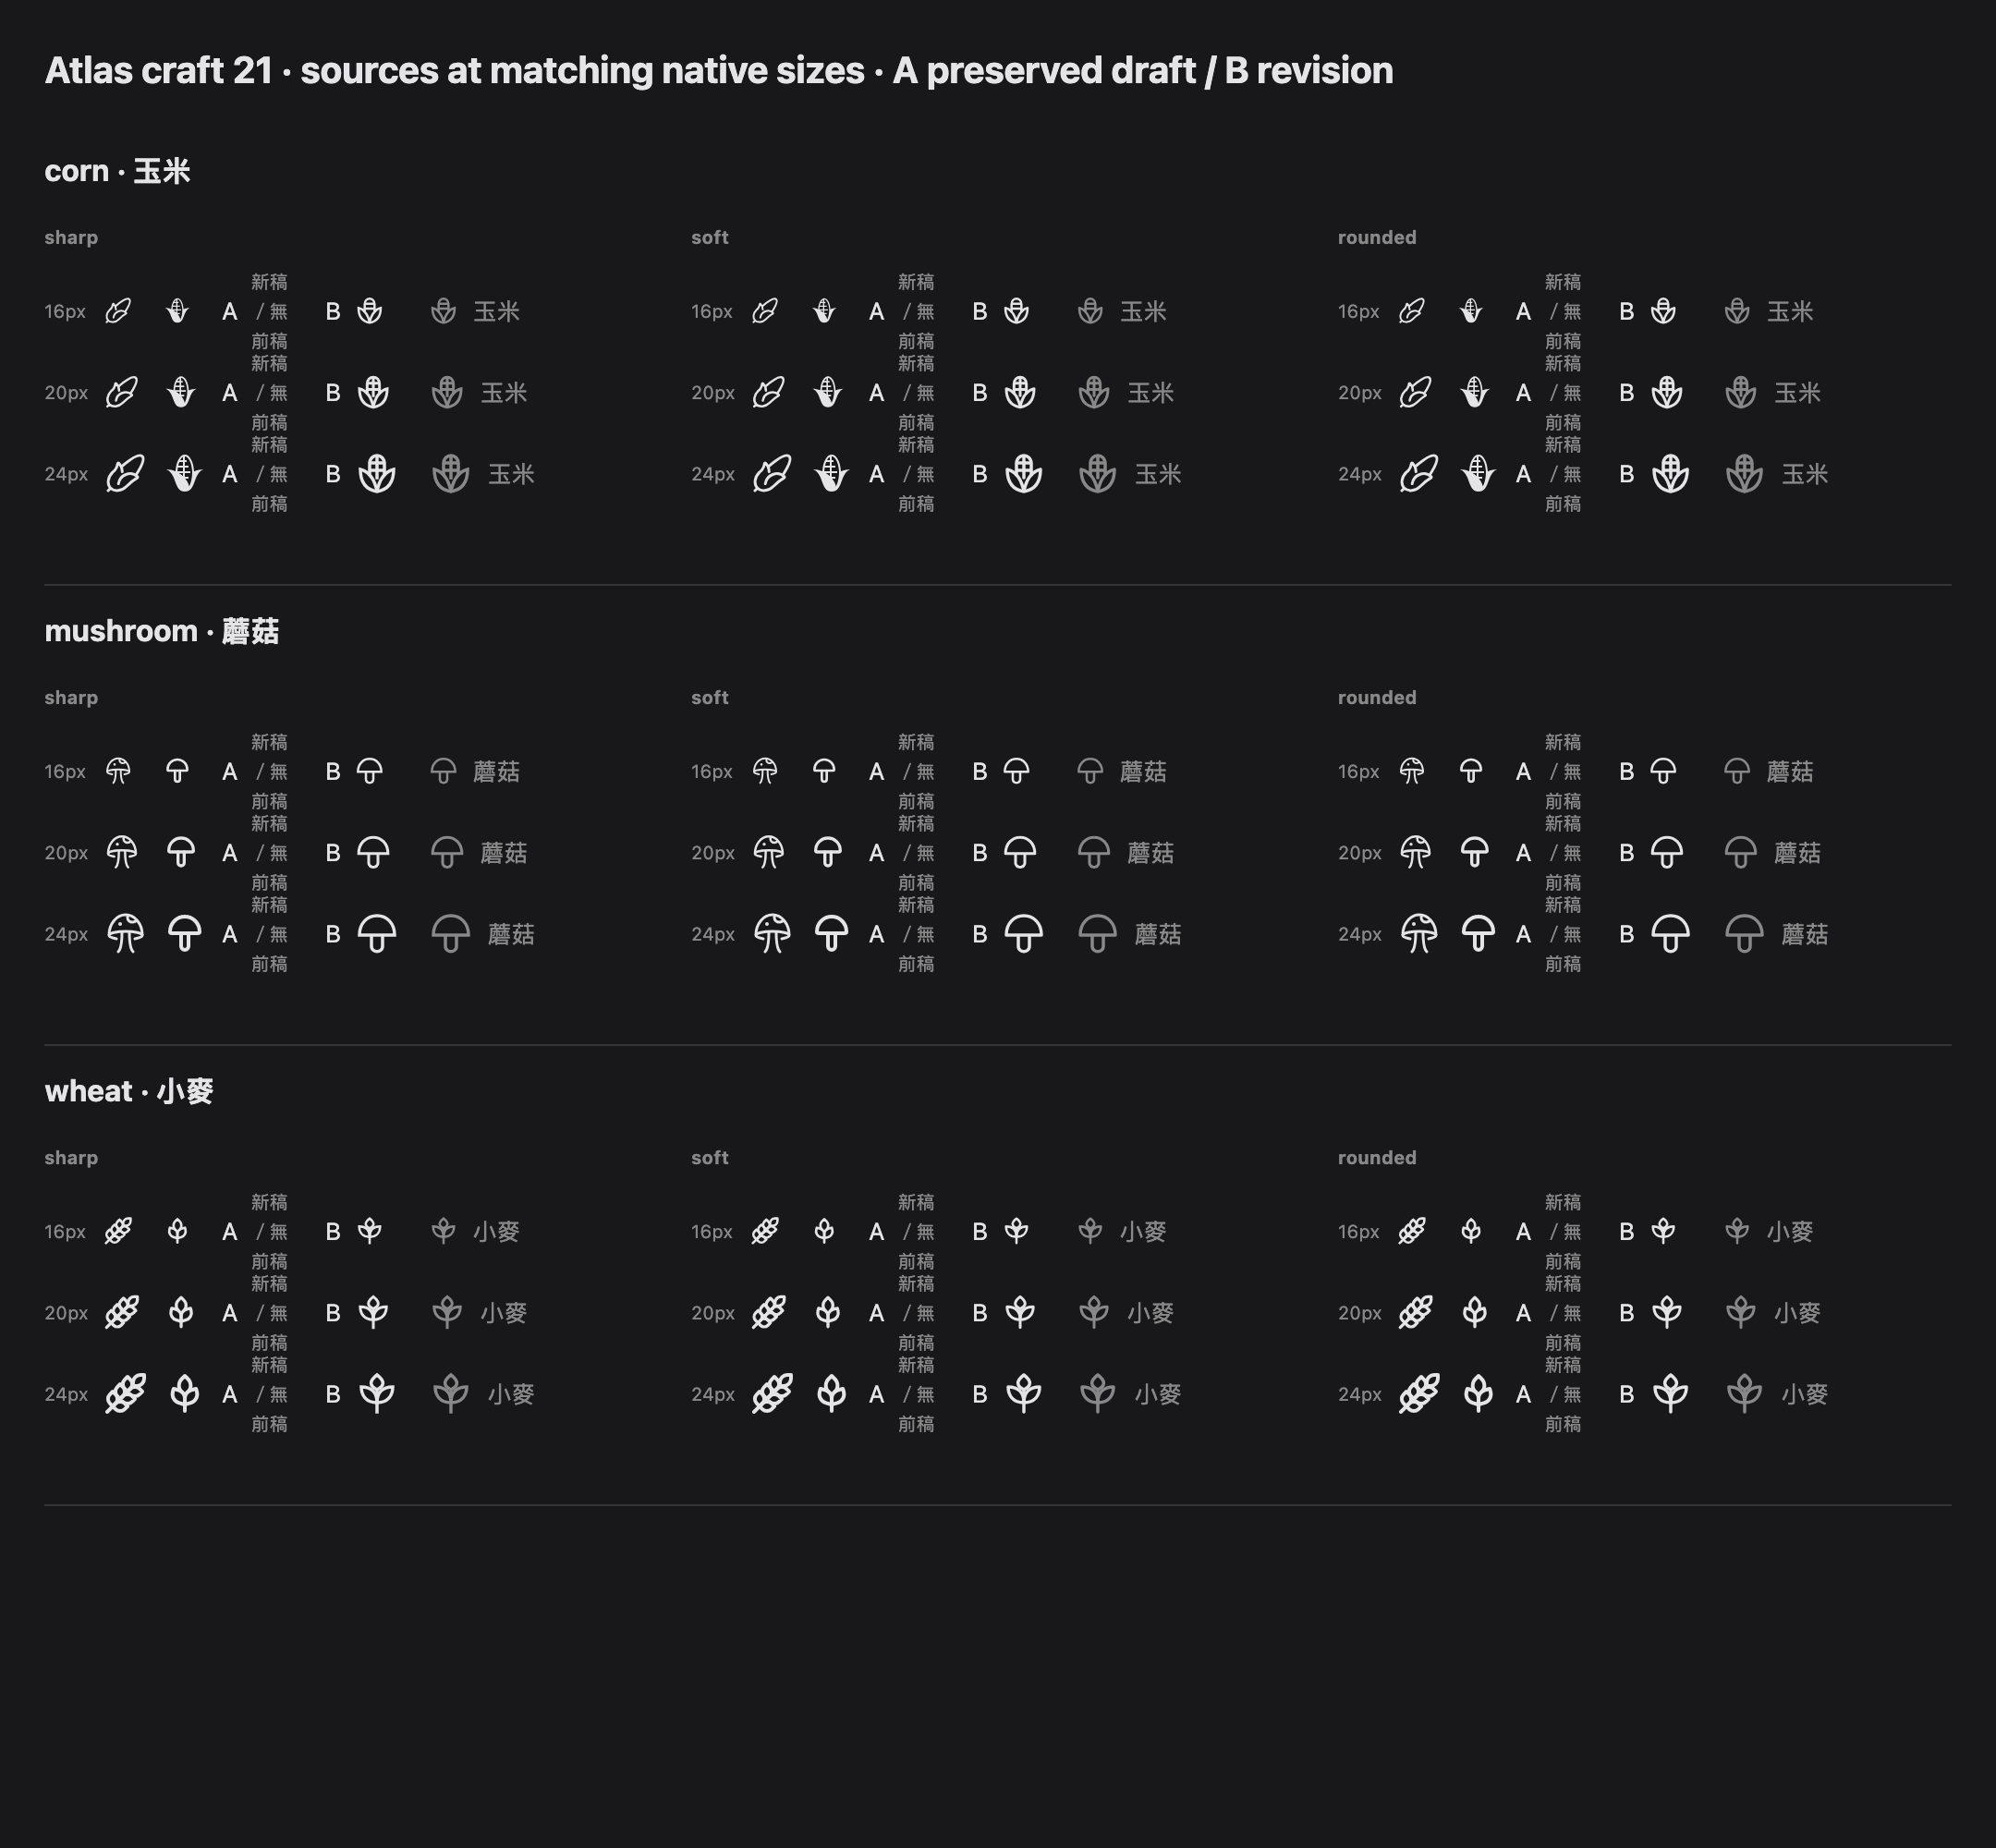 Atlas craft 21 · sources at matching native sizes · A preserved draft / B revision
corn · 玉米
sharp
16px A 新稿 / 無前稿 B 玉米
20px A 新稿 / 無前稿 B 玉米
24px A 新稿 / 無前稿 B 玉米
soft
16px A 新稿 / 無前稿 B 玉米
20px A 新稿 / 無前稿 B 玉米
24px A 新稿 / 無前稿 B 玉米
rounded
16px A 新稿 / 無前稿 B 玉米
20px A 新稿 / 無前稿 B 玉米
24px A 新稿 / 無前稿 B 玉米
mushroom · 蘑菇
sharp
16px A 新稿 / 無前稿 B 蘑菇
20px A 新稿 / 無前稿 B 蘑菇
24px A 新稿 / 無前稿 B 蘑菇
soft
16px A 新稿 / 無前稿 B 蘑菇
20px A 新稿 / 無前稿 B 蘑菇
24px A 新稿 / 無前稿 B 蘑菇
rounded
16px A 新稿 / 無前稿 B 蘑菇
20px A 新稿 / 無前稿 B 蘑菇
24px A 新稿 / 無前稿 B 蘑菇
wheat · 小麥
sharp
16px A 新稿 / 無前稿 B 小麥
20px A 新稿 / 無前稿 B 小麥
24px A 新稿 / 無前稿 B 小麥
soft
16px A 新稿 / 無前稿 B 小麥
20px A 新稿 / 無前稿 B 小麥
24px A 新稿 / 無前稿 B 小麥
rounded
16px A 新稿 / 無前稿 B 小麥
20px A 新稿 / 無前稿 B 小麥
24px A 新稿 / 無前稿 B 小麥